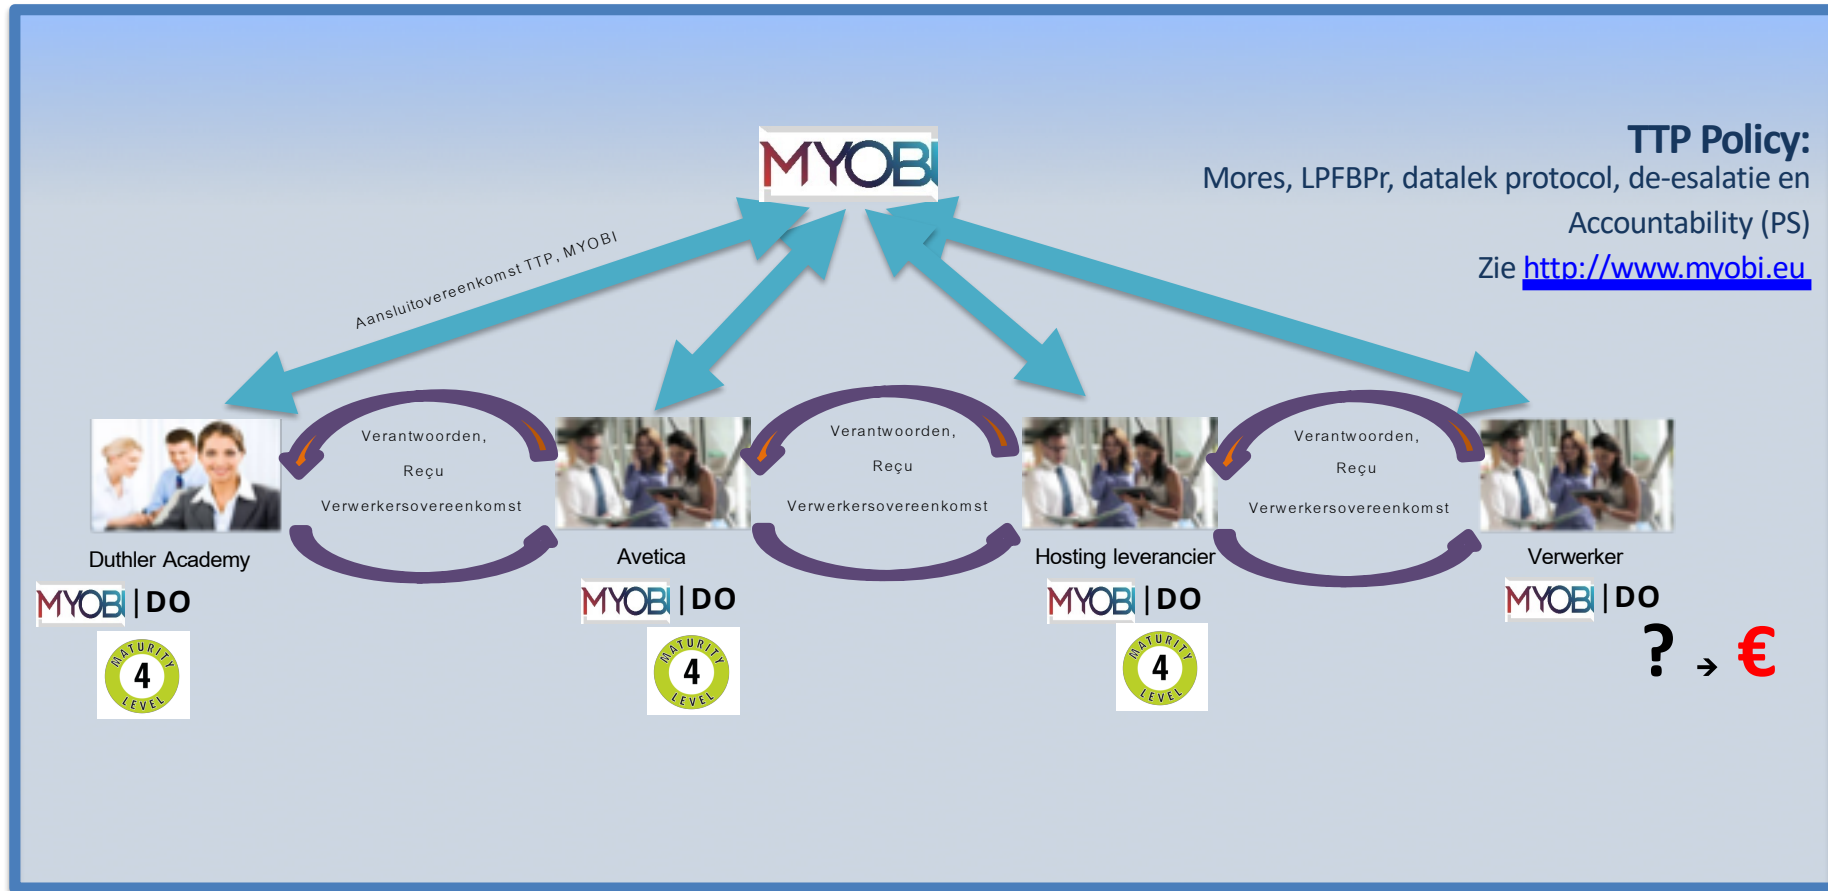 MYOBI
TTP Policy:
Mores, LPFBPr, datalek protocol, de-esalatie en
Accountability (PS)
Zie http://www.myobi.eu
Aansluitovereenkomst TTP, MYOBI
Verantwoorden,
Reçu
Verwerkersovereenkomst
Verantwoorden,
Reçu
Verwerkersovereenkomst
Verantwoorden,
Reçu
Verwerkersovereenkomst
Duthler Academy
Avetica
Hosting leverancier
Verwerker
MYOBI | DO
MYOBI | DO
MYOBI | DO
MYOBI | DO
MATURITY
4
LEVEL
MATURITY
4
LEVEL
MATURITY
4
LEVEL
? → €